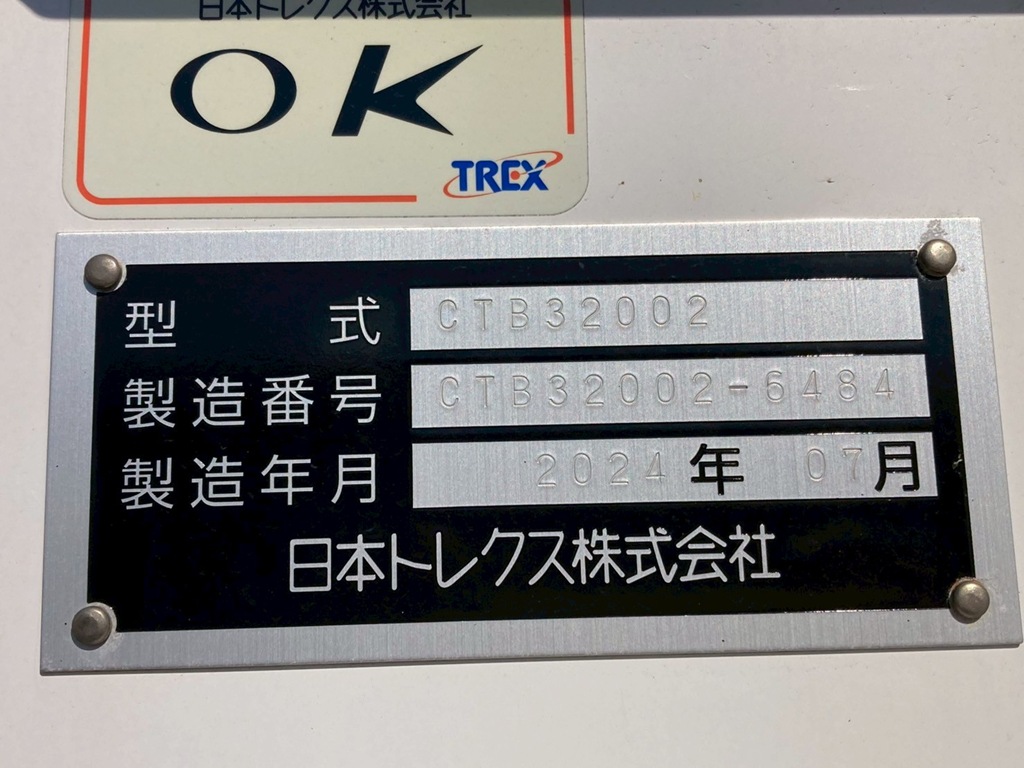 日本トレクス株式会社
OK
TREX
型式 CTB32002
製造番号 CTB32002-6484
製造年月 2024年07月
日本トレクス株式会社